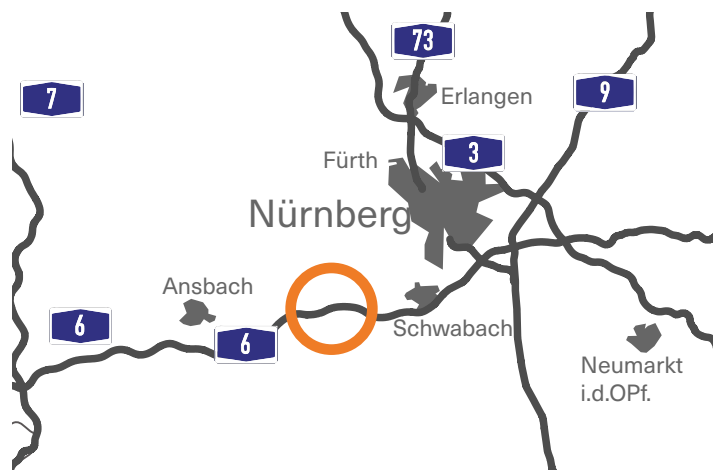 73
7
Erlangen
9
Fürth
3
Nürnberg
Ansbach
6
6
Schwabach
Neumarkt
i.d.OPf.